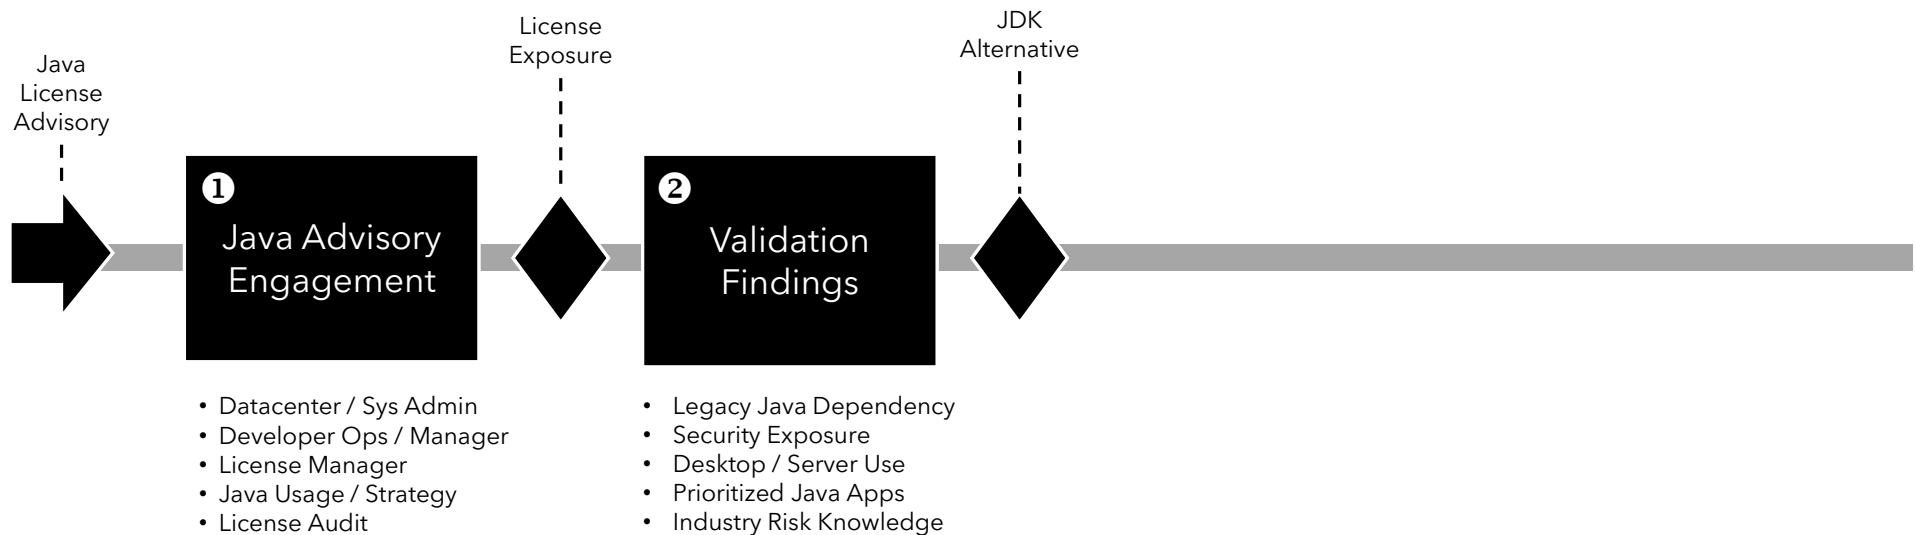 Java
License
Advisory
❶
Java Advisory
Engagement
• Datacenter / Sys Admin
• Developer Ops / Manager
• License Manager
• Java Usage / Strategy
• License Audit
License
Exposure
❷
Validation
Findings
• Legacy Java Dependency
• Security Exposure
• Desktop / Server Use
• Prioritized Java Apps
• Industry Risk Knowledge
JDK
Alternative